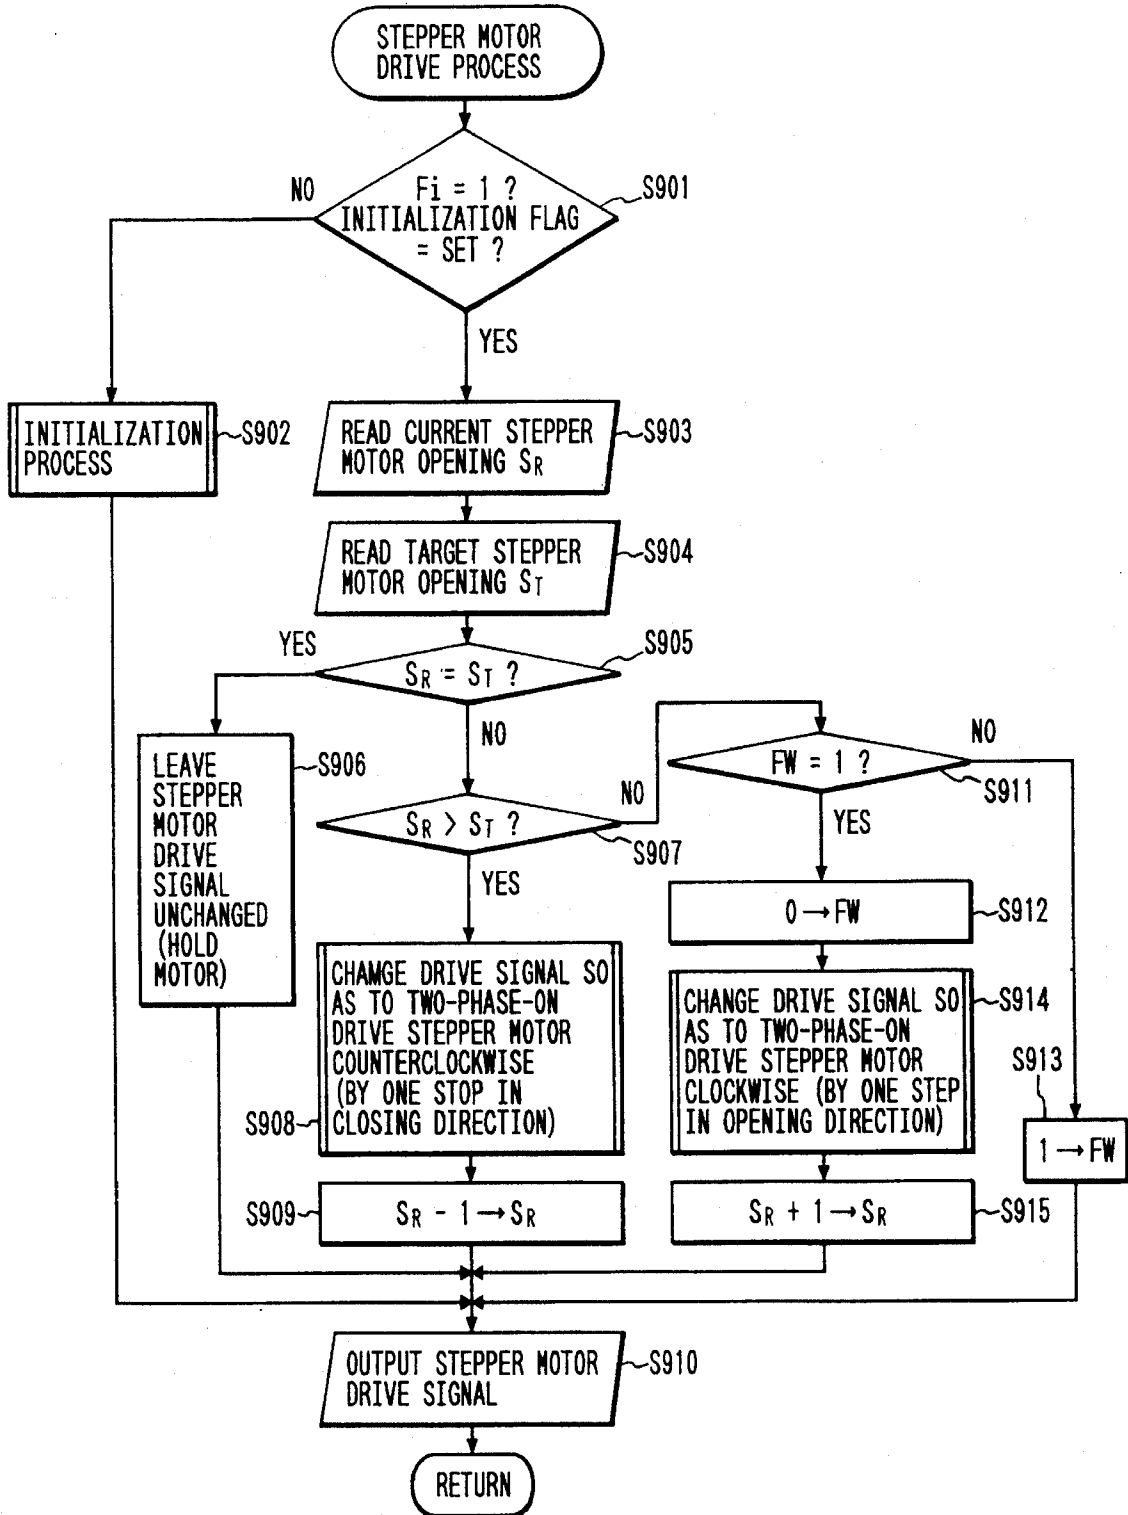 STEPPER MOTOR
DRIVE PROCESS
Fi = 1 ?
INITIALIZATION FLAG
= SET ?
S901
NO
YES
INITIALIZATION
PROCESS
S902
READ CURRENT STEPPER
MOTOR OPENING SR
S903
READ TARGET STEPPER
MOTOR OPENING ST
S904
YES
SR = ST ?
S905
NO
LEAVE
STEPPER
MOTOR
DRIVE
SIGNAL
UNCHANGED
(HOLD
MOTOR)
S906
SR > ST ?
NO
S907
YES
FW = 1 ?
NO
S911
YES
0 → FW
S912
CHAMGE DRIVE SIGNAL SO
AS TO TWO-PHASE-ON
DRIVE STEPPER MOTOR
COUNTERCLOCKWISE
(BY ONE STOP IN
CLOSING DIRECTION)
S908
CHANGE DRIVE SIGNAL SO
AS TO TWO-PHASE-ON
DRIVE STEPPER MOTOR
CLOCKWISE (BY ONE STEP
IN OPENING DIRECTION)
S914
S913
1 → FW
S909
SR - 1 → SR
SR + 1 → SR
S915
OUTPUT STEPPER MOTOR
DRIVE SIGNAL
S910
RETURN